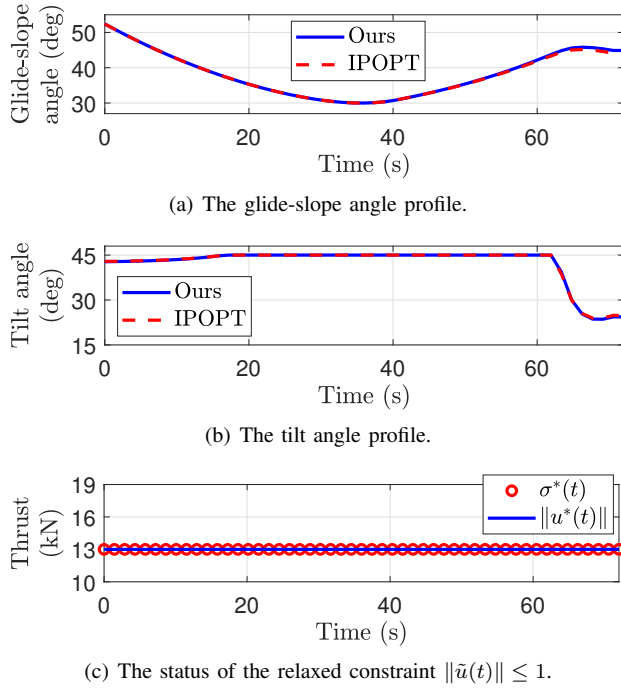 Glide-slope
angle (deg)
50
40
30
Ours
IPOPT
0
20
40
60
Time (s)
(a) The glide-slope angle profile.
Tilt angle
(deg)
45
30
15
Ours
IPOPT
0
20
40
60
Time (s)
(b) The tilt angle profile.
Thrust
(kN)
19
16
13
10
σ*(t)
‖u*(t)‖
0
20
40
60
Time (s)
(c) The status of the relaxed constraint ‖ũ(t)‖ ≤ 1.